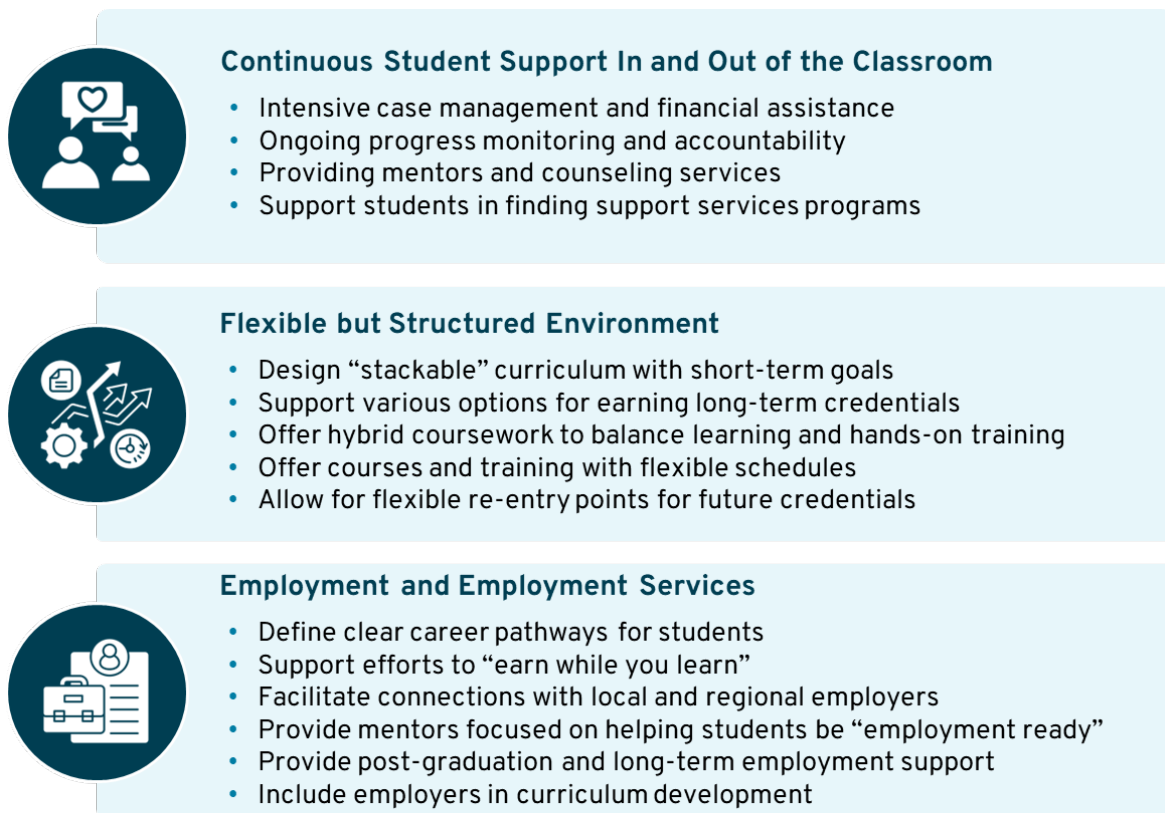 Continuous Student Support In and Out of the Classroom
• Intensive case management and financial assistance
• Ongoing progress monitoring and accountability
• Providing mentors and counseling services
• Support students in finding support services programs
Flexible but Structured Environment
• Design “stackable” curriculum with short-term goals
• Support various options for earning long-term credentials
• Offer hybrid coursework to balance learning and hands-on training
• Offer courses and training with flexible schedules
• Allow for flexible re-entry points for future credentials
Employment and Employment Services
• Define clear career pathways for students
• Support efforts to “earn while you learn”
• Facilitate connections with local and regional employers
• Provide mentors focused on helping students be “employment ready”
• Provide post-graduation and long-term employment support
• Include employers in curriculum development